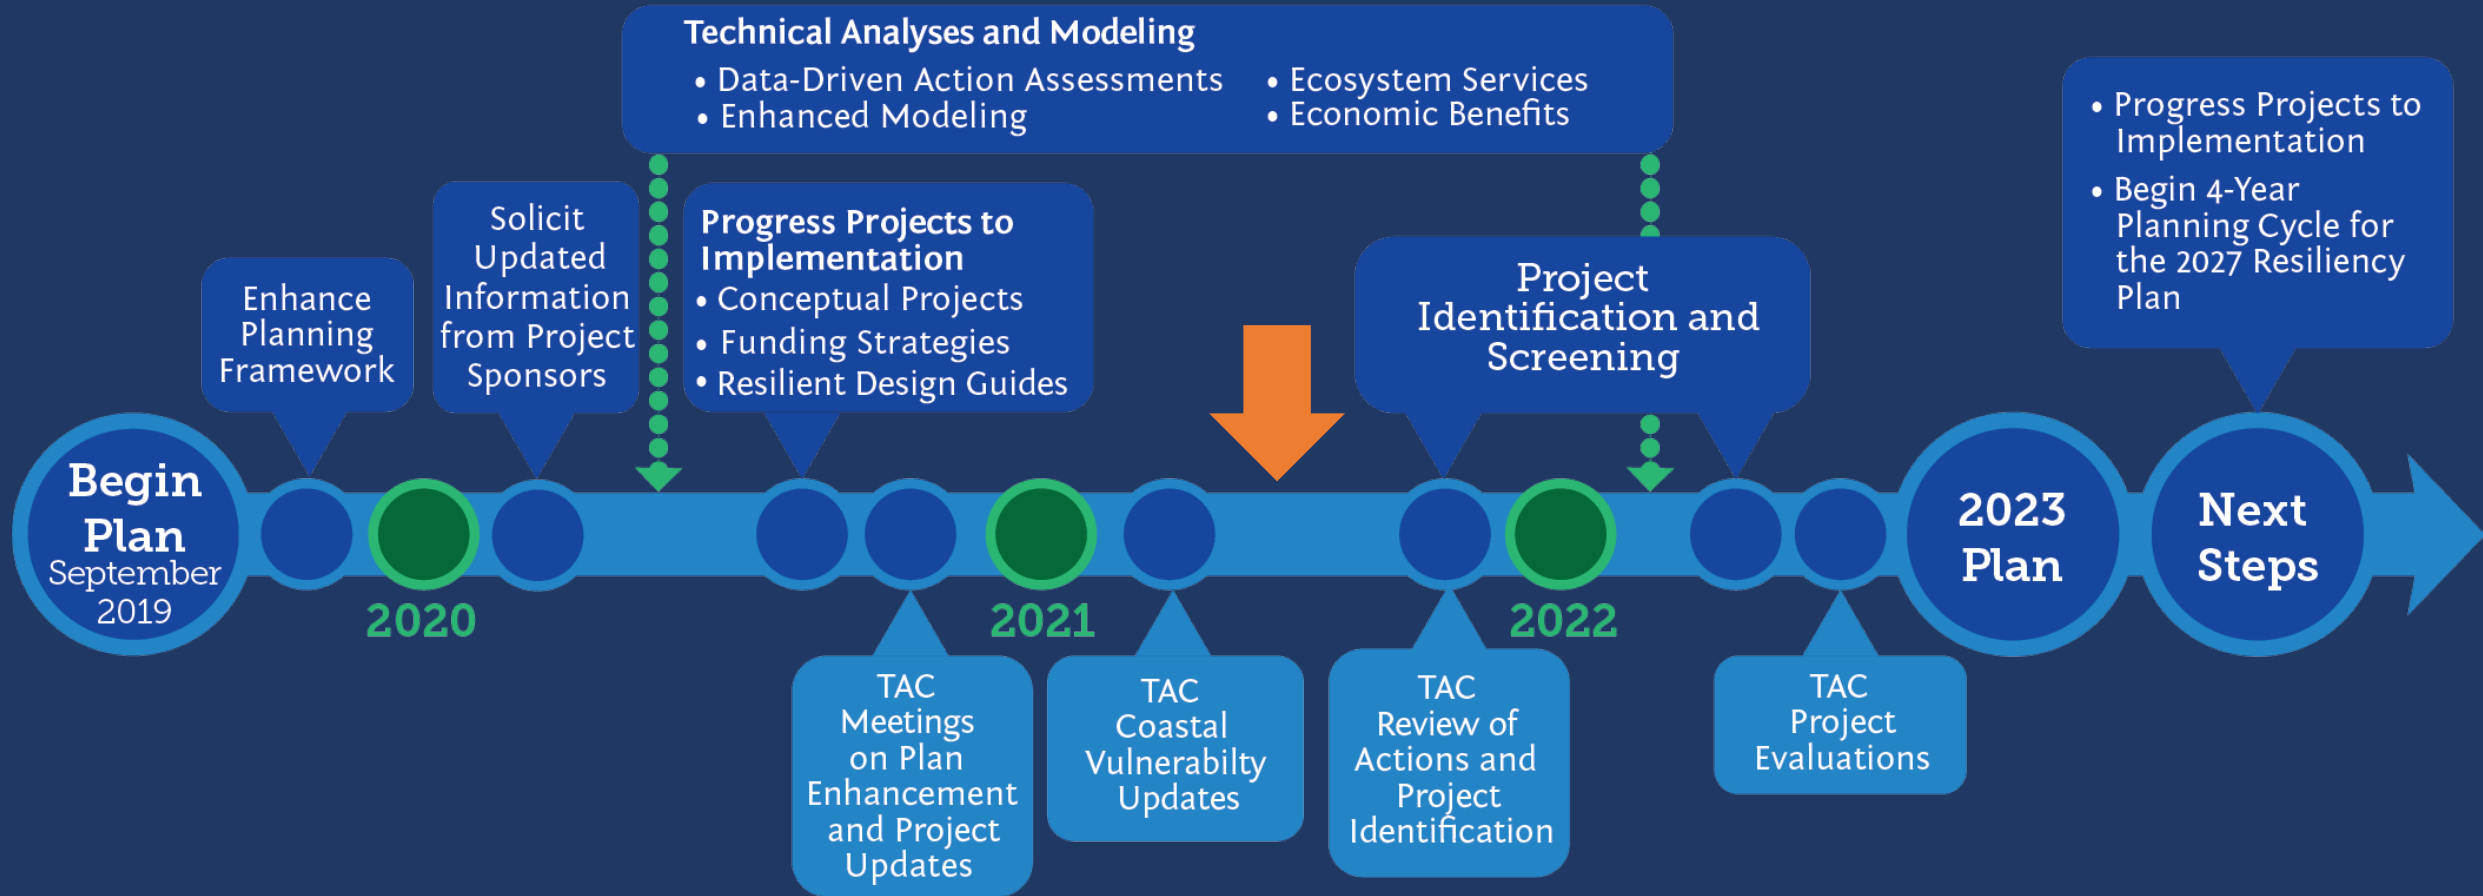 Technical Analyses and Modeling
• Data-Driven Action Assessments
• Enhanced Modeling
• Ecosystem Services
• Economic Benefits
Enhance
Planning
Framework
Solicit
Updated
Information
from Project
Sponsors
Progress Projects to
Implementation
• Conceptual Projects
• Funding Strategies
• Resilient Design Guides
Project
Identification and
Screening
• Progress Projects to
Implementation
• Begin 4-Year
Planning Cycle for
the 2027 Resiliency
Plan
Begin
Plan
September
2019
2020
2021
2022
2023
Plan
Next
Steps
TAC
Meetings
on Plan
Enhancement
and Project
Updates
TAC
Coastal
Vulnerabilty
Updates
TAC
Review of
Actions and
Project
Identification
TAC
Project
Evaluations